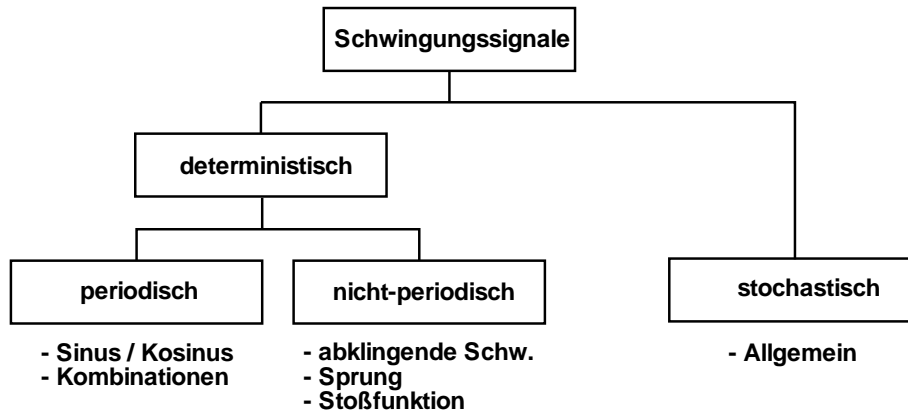 Schwingungssignale
deterministisch
periodisch
nicht-periodisch
stochastisch
- Sinus / Kosinus
- Kombinationen
- abklingende Schw.
- Sprung
- Stoßfunktion
- Allgemein